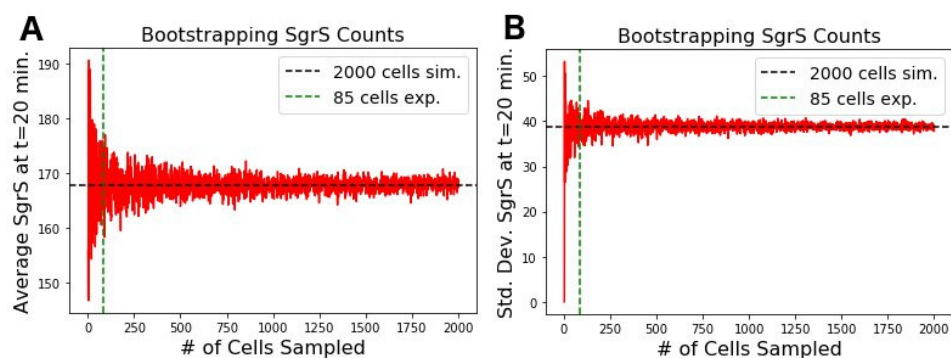 A
Bootstrapping SgrS Counts
2000 cells sim.
85 cells exp.
Average SgrS at t=20 min.
190
180
170
160
150
0
250
500
750
1000
1250
1500
1750
2000
# of Cells Sampled
B
Bootstrapping SgrS Counts
2000 cells sim.
85 cells exp.
Std. Dev. SgrS at t=20 min.
50
40
30
20
10
0
0
250
500
750
1000
1250
1500
1750
2000
# of Cells Sampled